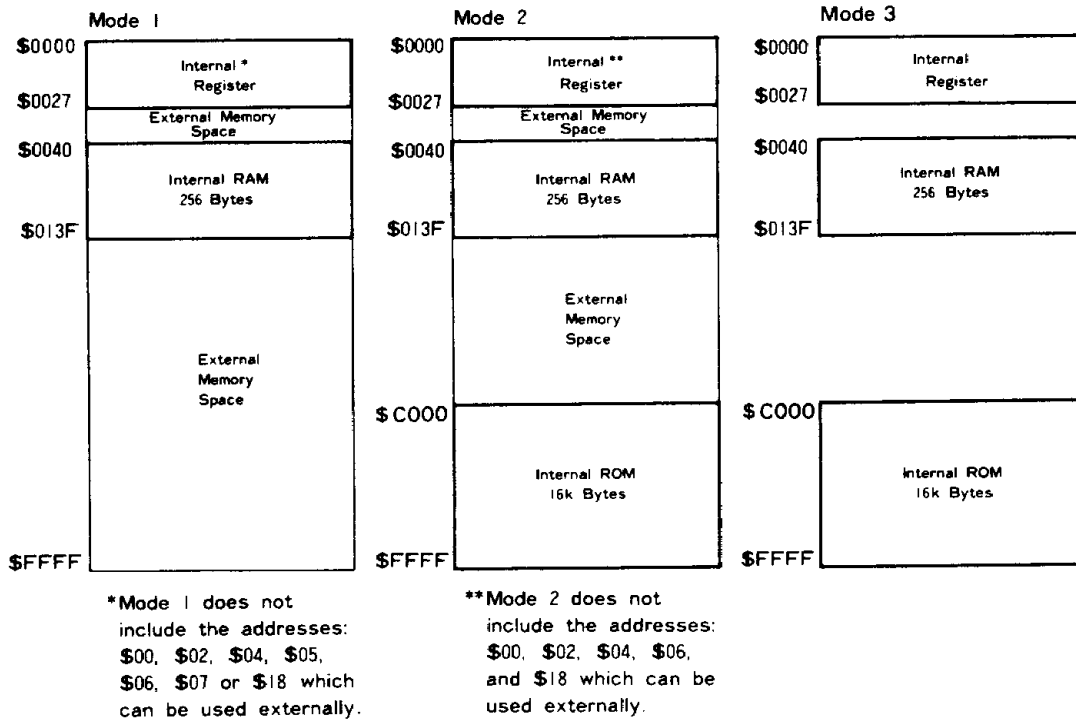 Mode 1
$0000
Internal *
Register
$0027
External Memory
Space
$0040
Internal RAM
256 Bytes
$013F
External
Memory
Space
$FFFF
*Mode 1 does not
include the addresses:
$00, $02, $04, $05,
$06, $07 or $18 which
can be used externally.
Mode 2
$0000
Internal **
Register
$0027
External Memory
Space
$0040
Internal RAM
256 Bytes
$013F
External
Memory
Space
$C000
Internal ROM
16k Bytes
$FFFF
**Mode 2 does not
include the addresses:
$00, $02, $04, $06,
and $18 which can be
used externally.
Mode 3
$0000
Internal
Register
$0027
$0040
Internal RAM
256 Bytes
$013F
$C000
Internal ROM
16k Bytes
$FFFF